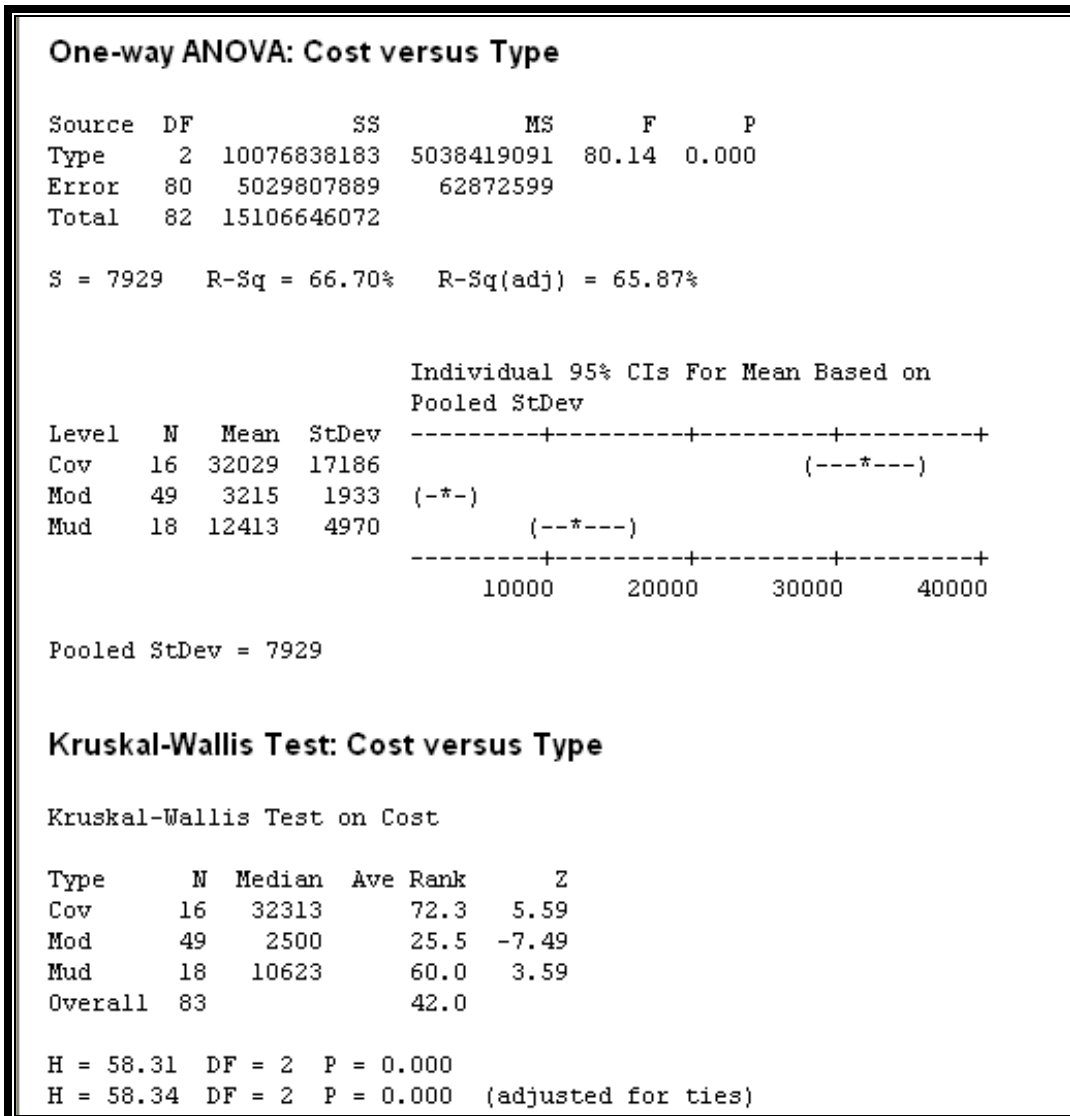 One-way ANOVA: Cost versus Type
Source DF SS MS F P
Type 2 10076838183 5038419091 80.14 0.000
Error 80 5029807889 62872599
Total 82 15106646072
S = 7929 R-Sq = 66.70% R-Sq(adj) = 65.87%
Individual 95% CIs For Mean Based on
Pooled StDev
Level N Mean StDev ---------+---------+---------+---------+
Cov 16 32029 17186 (---*---)
Mod 49 3215 1933 (-*-)
Mud 18 12413 4970 (--*---)
---------+---------+---------+---------+
10000 20000 30000 40000
Pooled StDev = 7929
Kruskal-Wallis Test: Cost versus Type
Kruskal-Wallis Test on Cost
Type N Median Ave Rank Z
Cov 16 32313 72.3 5.59
Mod 49 2500 25.5 -7.49
Mud 18 10623 60.0 3.59
Overall 83 42.0
H = 58.31 DF = 2 P = 0.000
H = 58.34 DF = 2 P = 0.000 (adjusted for ties)